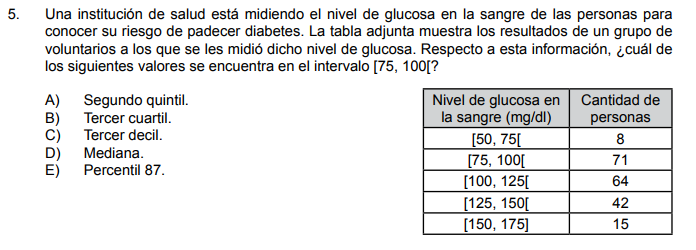 5. Una institución de salud está midiendo el nivel de glucosa en la sangre de las personas para
conocer su riesgo de padecer diabetes. La tabla adjunta muestra los resultados de un grupo de
voluntarios a los que se les midió dicho nivel de glucosa. Respecto a esta información, ¿cuál de
los siguientes valores se encuentra en el intervalo [75, 100[?
A) Segundo quintil.
B) Tercer cuartil.
C) Tercer decil.
D) Mediana.
E) Percentil 87.
Nivel de glucosa en la sangre (mg/dl) Cantidad de personas
[50, 75[ 8
[75, 100[ 71
[100, 125[ 64
[125, 150[ 42
[150, 175] 15